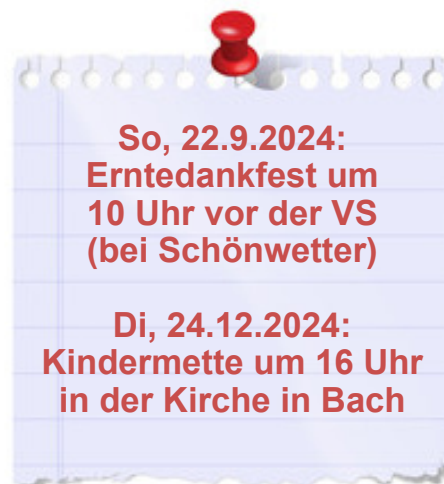 So, 22.9.2024:
Erntedankfest um
10 Uhr vor der VS
(bei Schönwetter)
Di, 24.12.2024:
Kindermette um 16 Uhr
in der Kirche in Bach